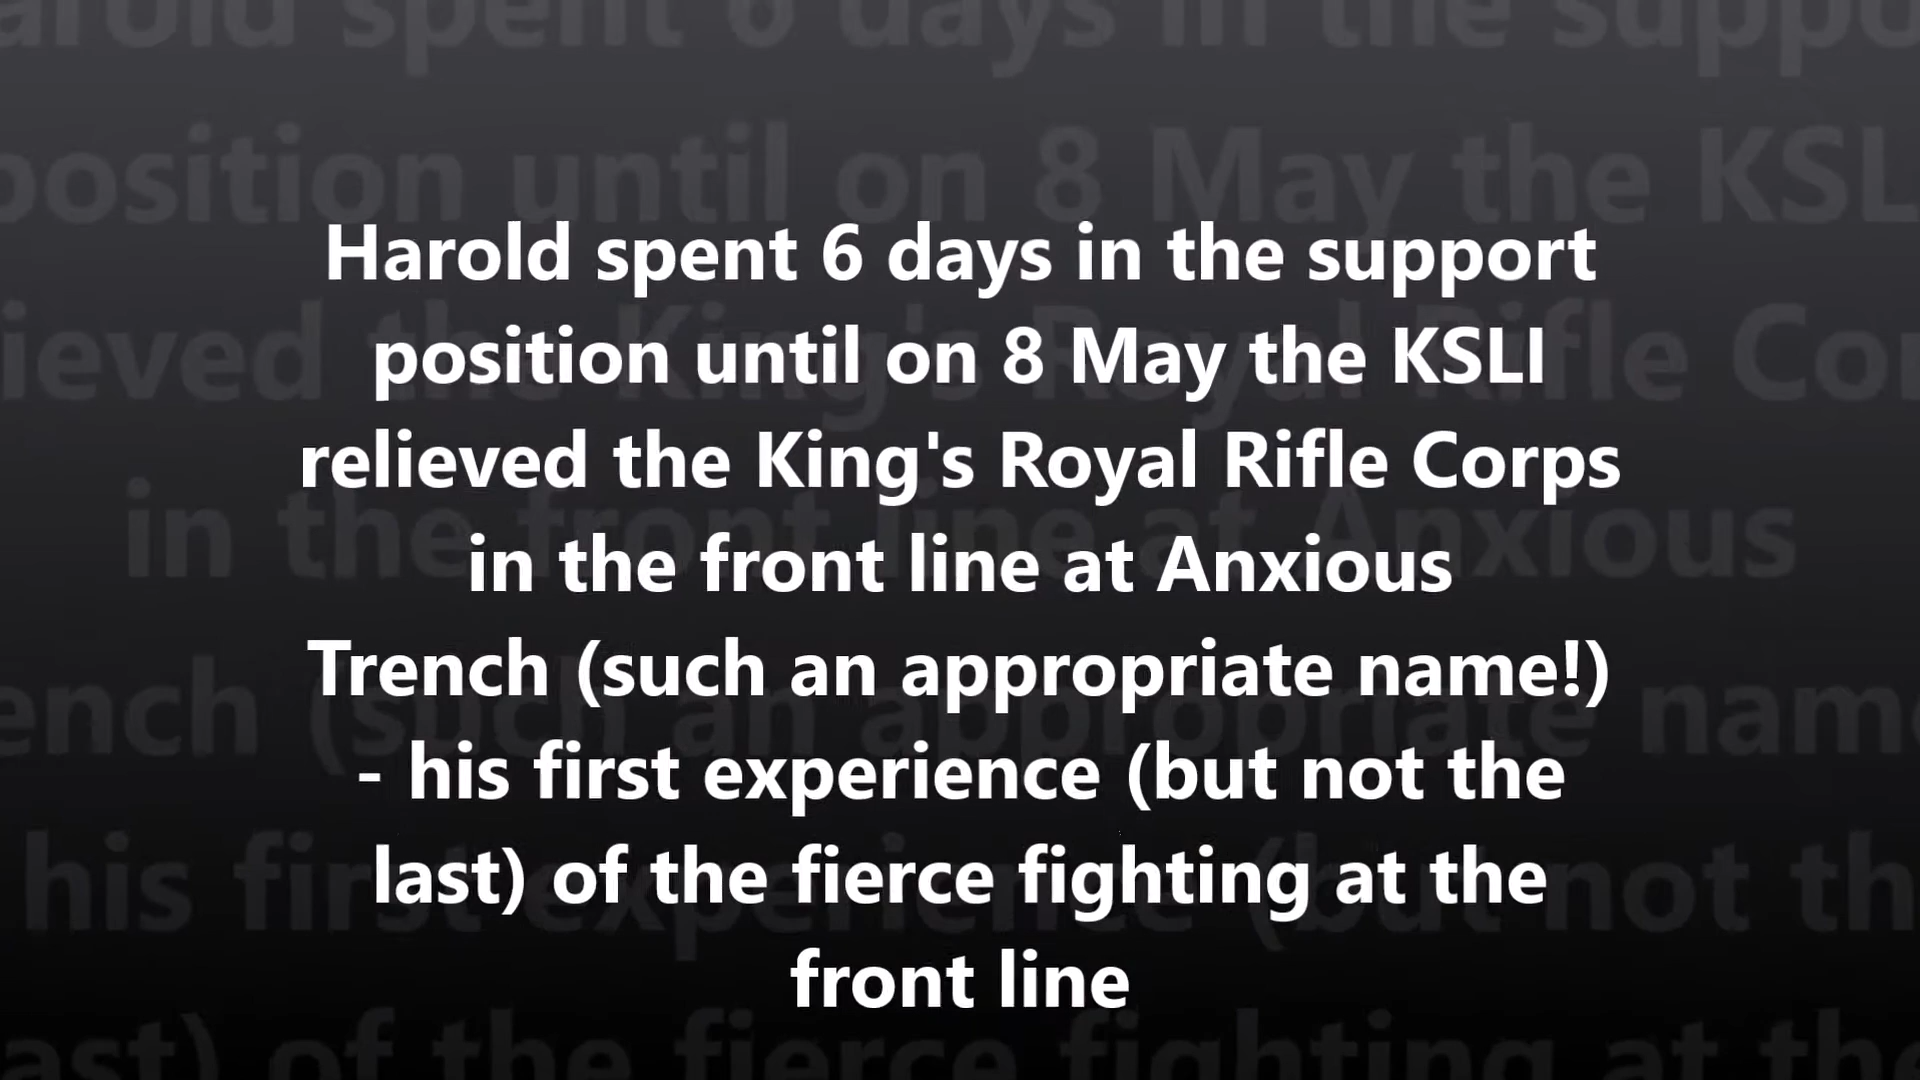 Harold spent 6 days in the support
position until on 8 May the KSLI
relieved the King's Royal Rifle Corps
in the front line at Anxious
Trench (such an appropriate name!)
- his first experience (but not the
last) of the fierce fighting at the
front line